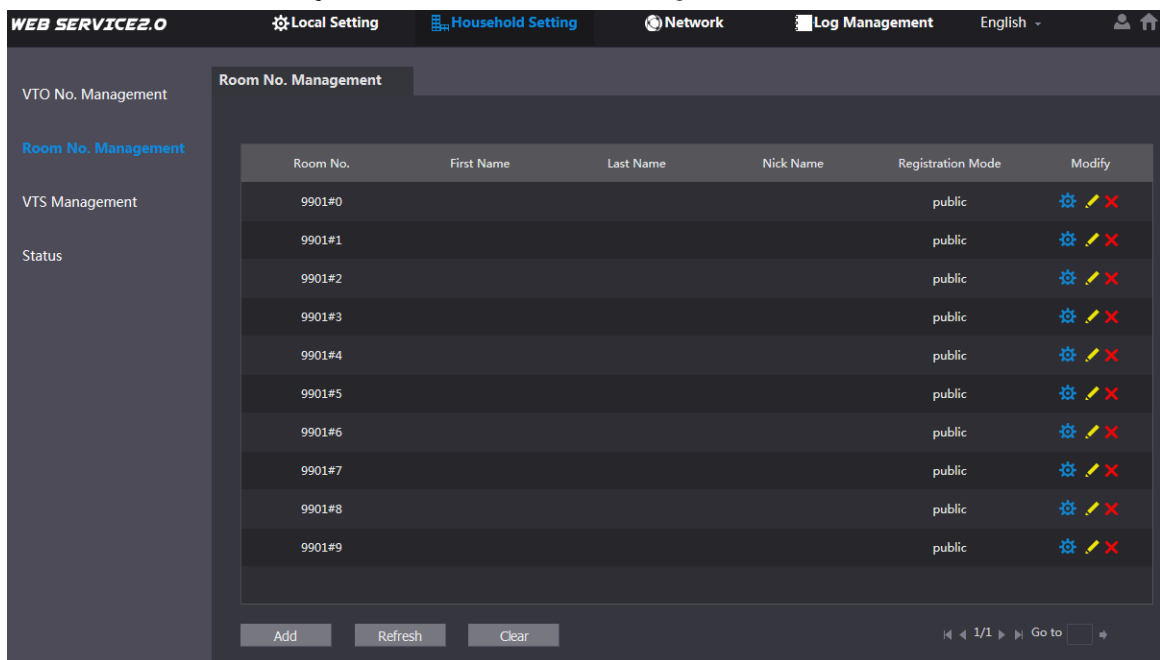 WEB SERVICE2.0 Local Setting Household Setting Network Log Management English
VTO No. Management
Room No. Management
VTS Management
Status
Room No. Management
Room No. First Name Last Name Nick Name Registration Mode Modify
9901#0 public
9901#1 public
9901#2 public
9901#3 public
9901#4 public
9901#5 public
9901#6 public
9901#7 public
9901#8 public
9901#9 public
Add Refresh Clear 1/1 Go to